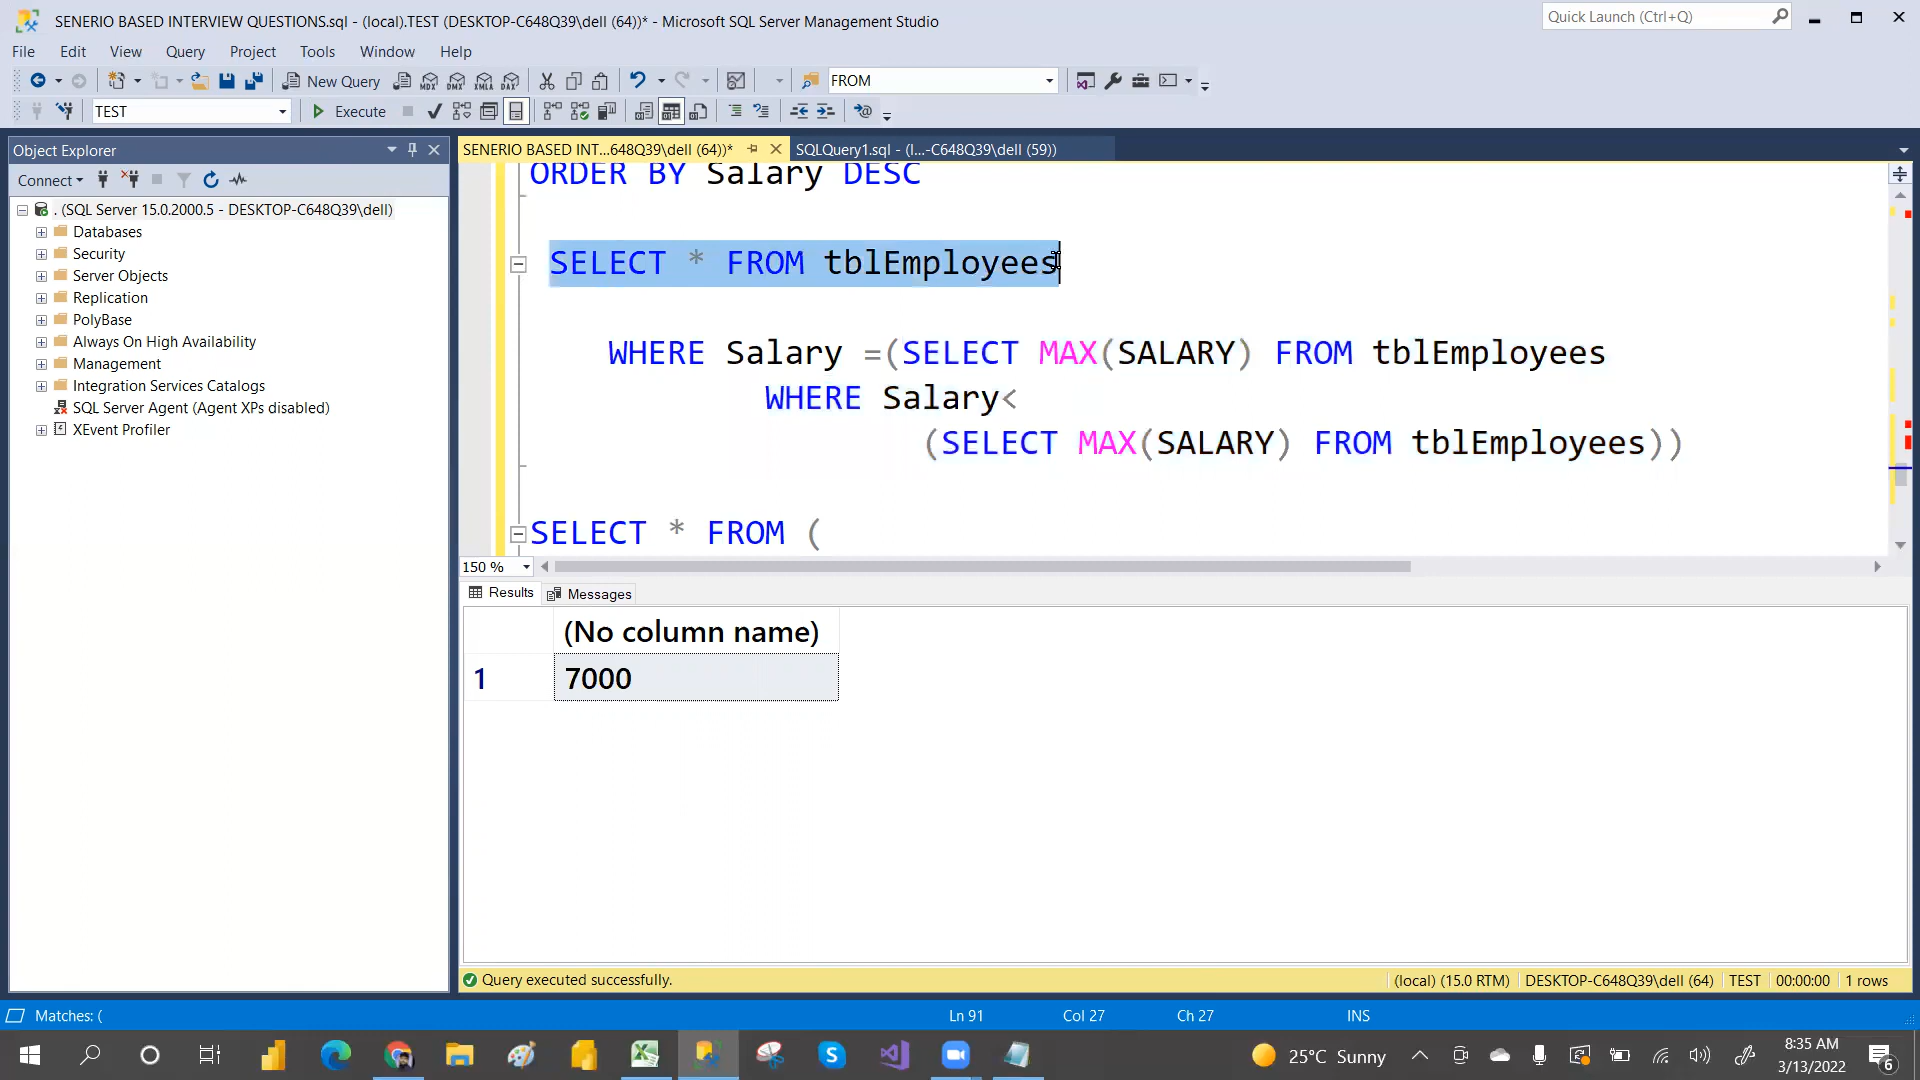 SENERIO BASED INTERVIEW QUESTIONS.sql - (local).TEST (DESKTOP-C648Q39\dell (64))* - Microsoft SQL Server Management Studio
Quick Launch (Ctrl+Q)
File Edit View Query Project Tools Window Help
New Query
MDX DMX XMLA DAX
FROM
TEST
Execute
Object Explorer
SENERIO BASED INT...648Q39\dell (64))*
SQLQuery1.sql - (l...-C648Q39\dell (59))
Connect
. (SQL Server 15.0.2000.5 - DESKTOP-C648Q39\dell)
Databases
Security
Server Objects
Replication
PolyBase
Always On High Availability
Management
Integration Services Catalogs
SQL Server Agent (Agent XPs disabled)
XEvent Profiler
ORDER BY Salary DESC
SELECT * FROM tblEmployees
WHERE Salary =(SELECT MAX(SALARY) FROM tblEmployees
WHERE Salary<
(SELECT MAX(SALARY) FROM tblEmployees))
SELECT * FROM (
150 %
Results
Messages
(No column name)
1 7000
Query executed successfully.
(local) (15.0 RTM)
DESKTOP-C648Q39\dell (64)
TEST
00:00:00
1 rows
Matches: (
Ln 91
Col 27
Ch 27
INS
25°C Sunny
8:35 AM
3/13/2022
6